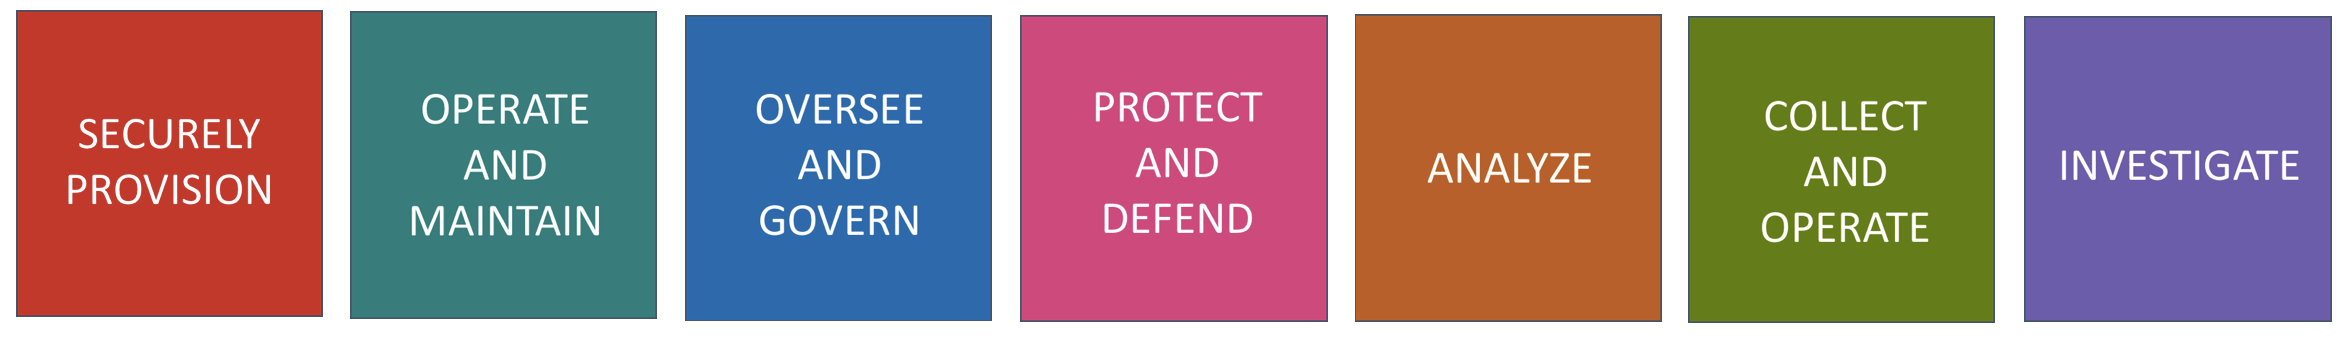 SECURELY
PROVISION
OPERATE
AND
MAINTAIN
OVERSEE
AND
GOVERN
PROTECT
AND
DEFEND
ANALYZE
COLLECT
AND
OPERATE
INVESTIGATE